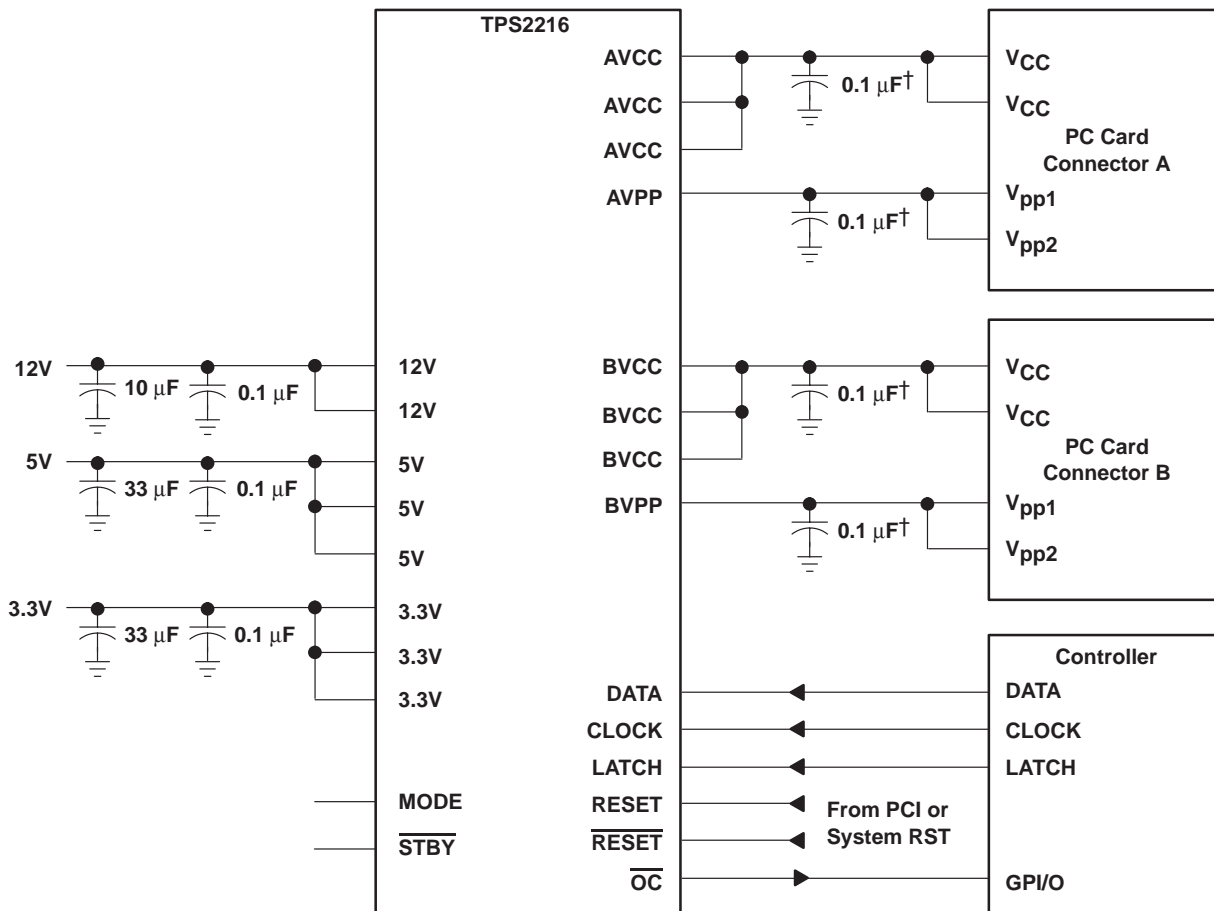 TPS2216
AVCC
AVCC
AVCC
AVPP
0.1 μF†
0.1 μF†
VCC
VCC
PC Card
Connector A
Vpp1
Vpp2
12V
10 μF
0.1 μF
12V
12V
5V
33 μF
0.1 μF
5V
5V
5V
3.3V
33 μF
0.1 μF
3.3V
3.3V
3.3V
BVCC
BVCC
BVCC
BVPP
0.1 μF†
0.1 μF†
VCC
VCC
PC Card
Connector B
Vpp1
Vpp2
MODE
STBY
DATA
CLOCK
LATCH
RESET
RESET
OC
From PCI or
System RST
Controller
DATA
CLOCK
LATCH
GPI/O